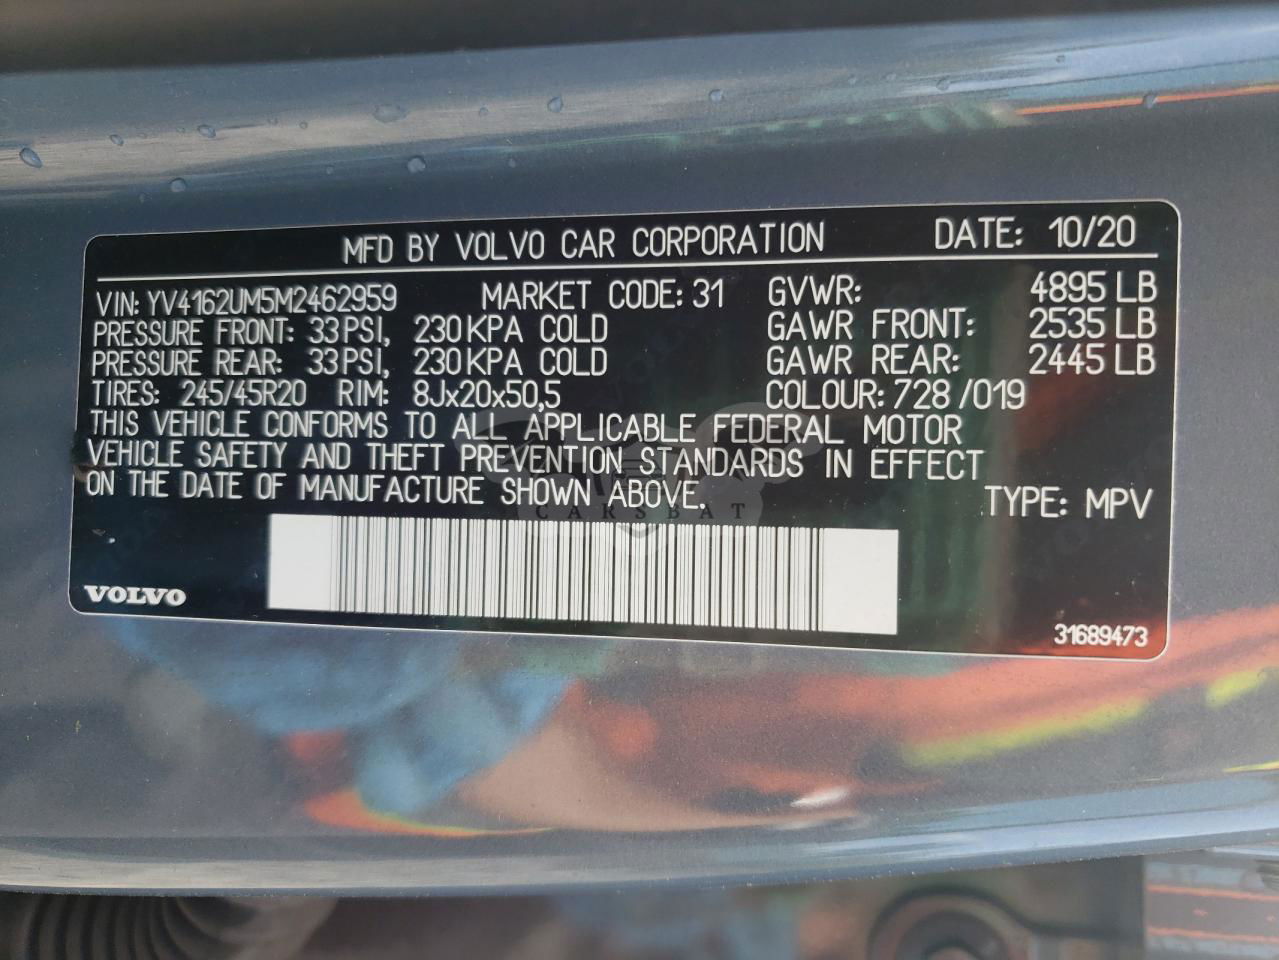 MFD BY VOLVO CAR CORPORATION DATE: 10/20
VIN: YV4162UM5M2462959 MARKET CODE: 31 GVWR: 4895 LB
PRESSURE FRONT: 33 PSI, 230 KPA COLD GAWR FRONT: 2535 LB
PRESSURE REAR: 33 PSI, 230 KPA COLD GAWR REAR: 2445 LB
TIRES: 245/45R20 RIM: 8Jx20x50,5 COLOUR: 728 /019
THIS VEHICLE CONFORMS TO ALL APPLICABLE FEDERAL MOTOR
VEHICLE SAFETY AND THEFT PREVENTION STANDARDS IN EFFECT
ON THE DATE OF MANUFACTURE SHOWN ABOVE.
TYPE: MPV
CARSBAT
VOLVO
31689473